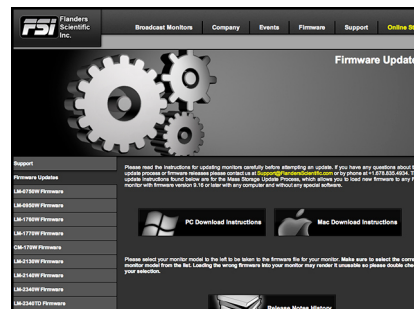 FSI
Flanders
Scientific
Inc.
Broadcast Monitors Company Events Firmware Support Online St
Firmware Update
Support
Firmware Updates
LM-0750W Firmware
LM-0950W Firmware
LM-1760W Firmware
LM-1770W Firmware
CM-170W Firmware
LM-2130W Firmware
LM-2140W Firmware
LM-2340W Firmware
LM-2340TD Firmware
Please read the instructions for updating monitors carefully before attempting an update. If you have any questions about t
update process or firmware releases please contact us at Support@FlandersScientific.com or by phone at +1.678.835.4934. T
update instructions found below are for the Mass Storage Update Process, which allows you to load new firmware to any F
monitor with firmware version 9.16 or later with any computer and without any special software.
PC Download Instructions
Mac Download Instructions
Please select your monitor model to the left to be taken to the firmware file for your monitor. Make sure to select the corre
monitor model from the list. Loading the wrong firmware into your monitor may render it unusable so please double chec
your selection.
Release Notes History